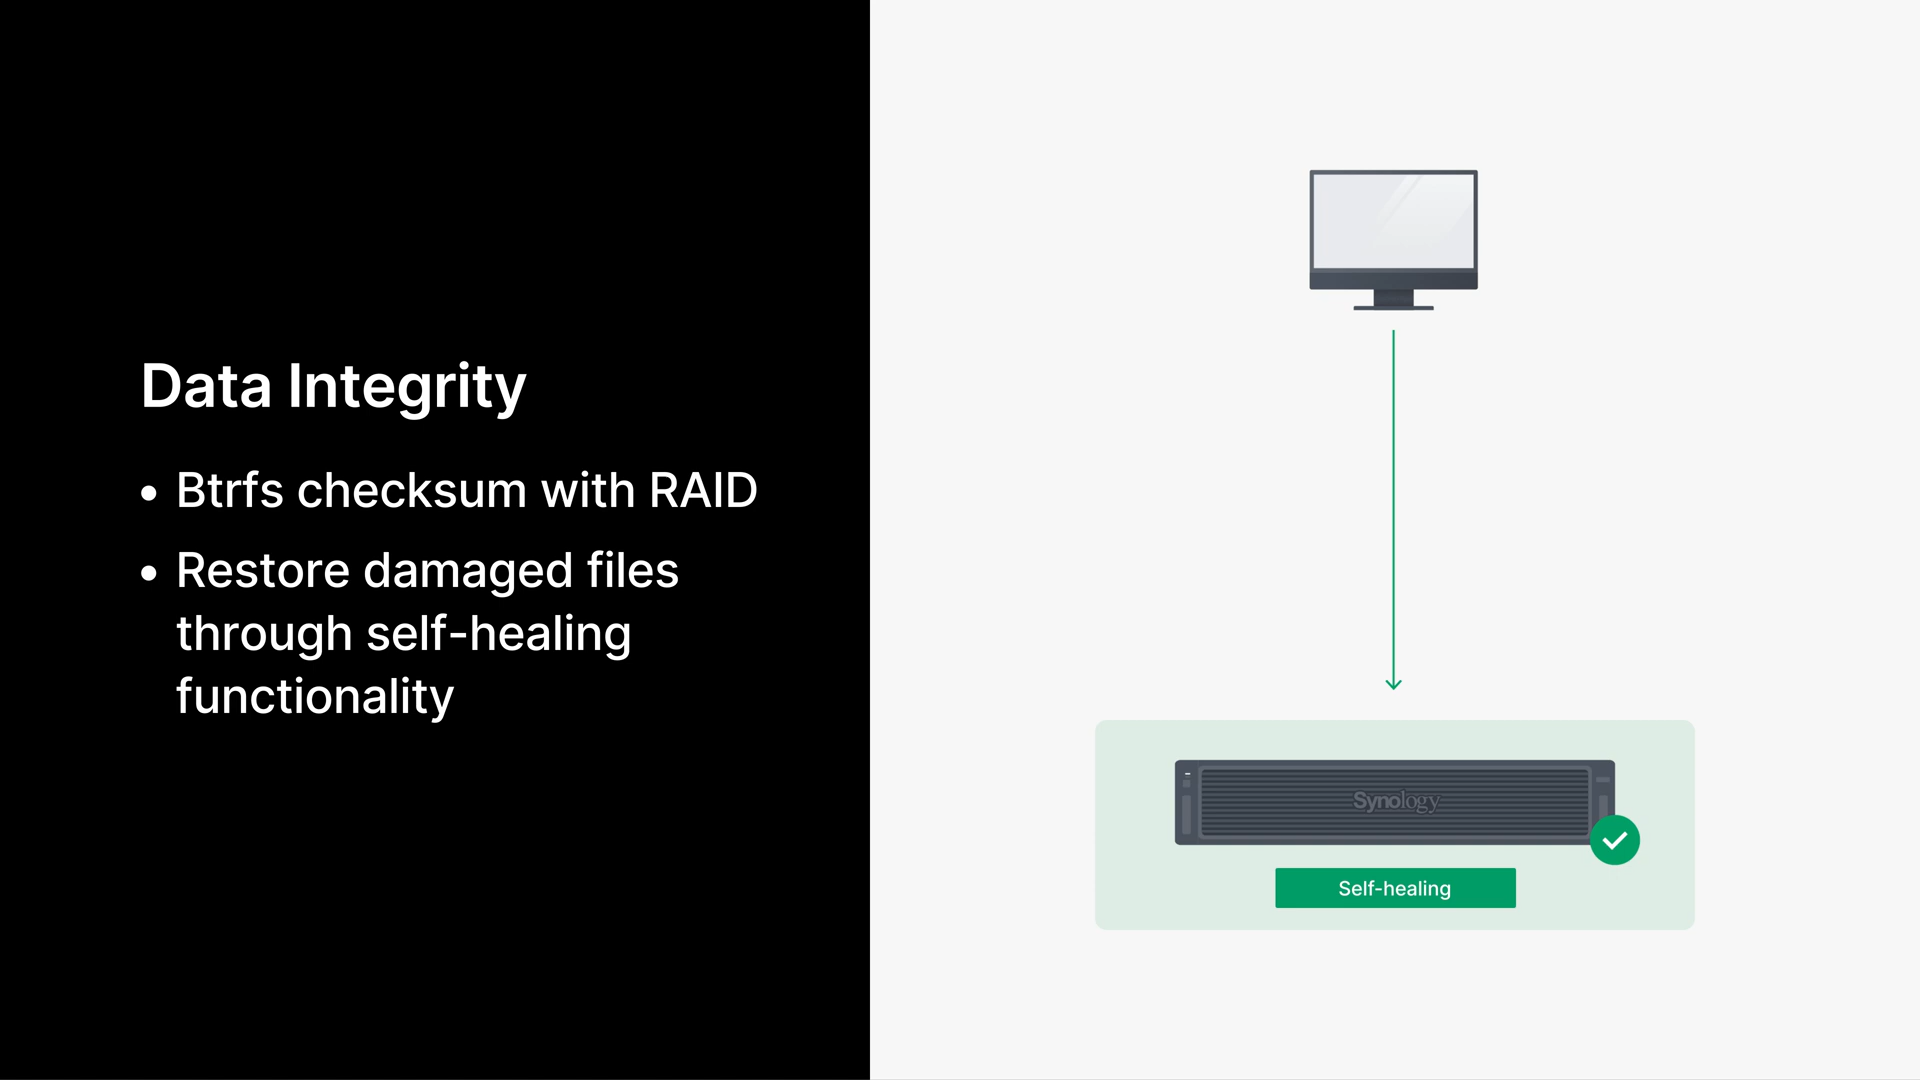 Data Integrity
• Btrfs checksum with RAID
• Restore damaged files
through self-healing
functionality
Synology
Self-healing